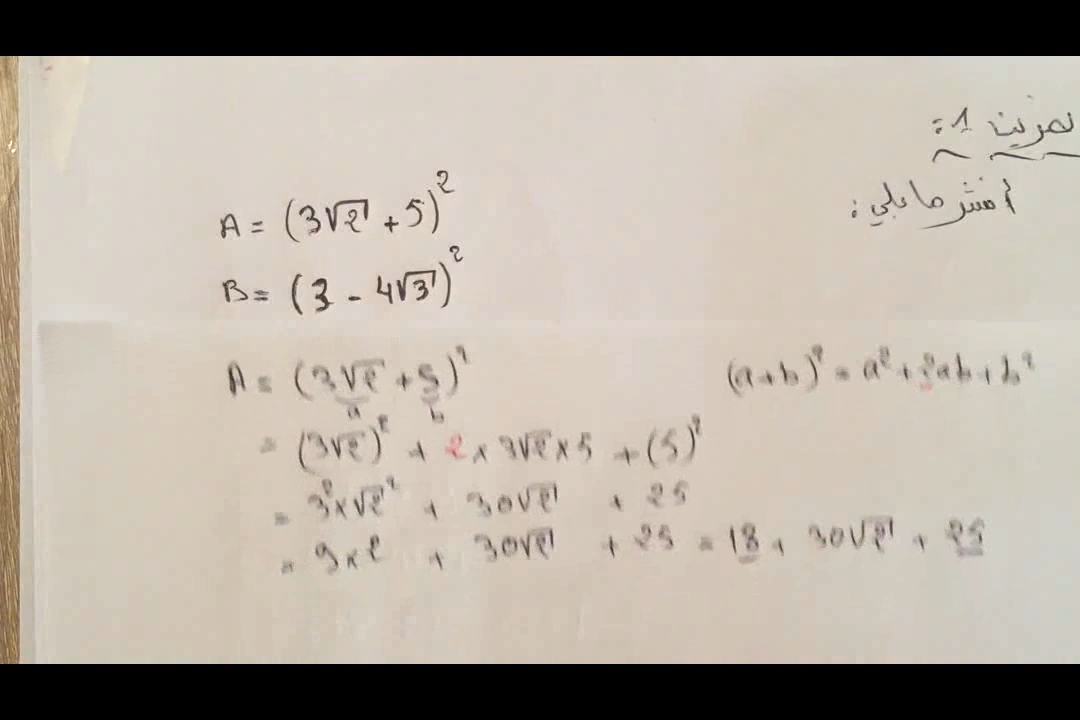 تمرين 1:
أنشر ما يلي:
A = (3√2 + 5)²
B = (3 - 4√3)²
A = (3√2 + 5)²
a b
(a+b)² = a² + 2ab + b²
= (3√2)² + 2 × 3√2 × 5 + (5)²
= 3² × √2² + 30√2 + 25
= 9 × 2 + 30√2 + 25 = 18 + 30√2 + 25